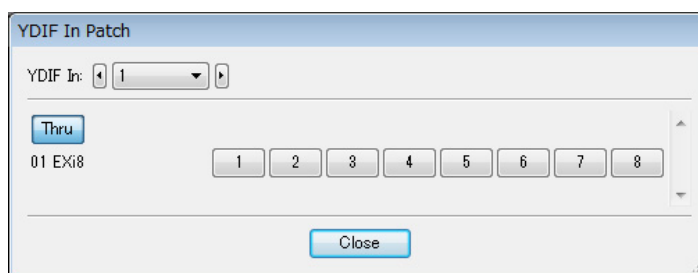 YDIF In Patch
YDIF In: 1
Thru
01 EXi8 1 2 3 4 5 6 7 8
Close